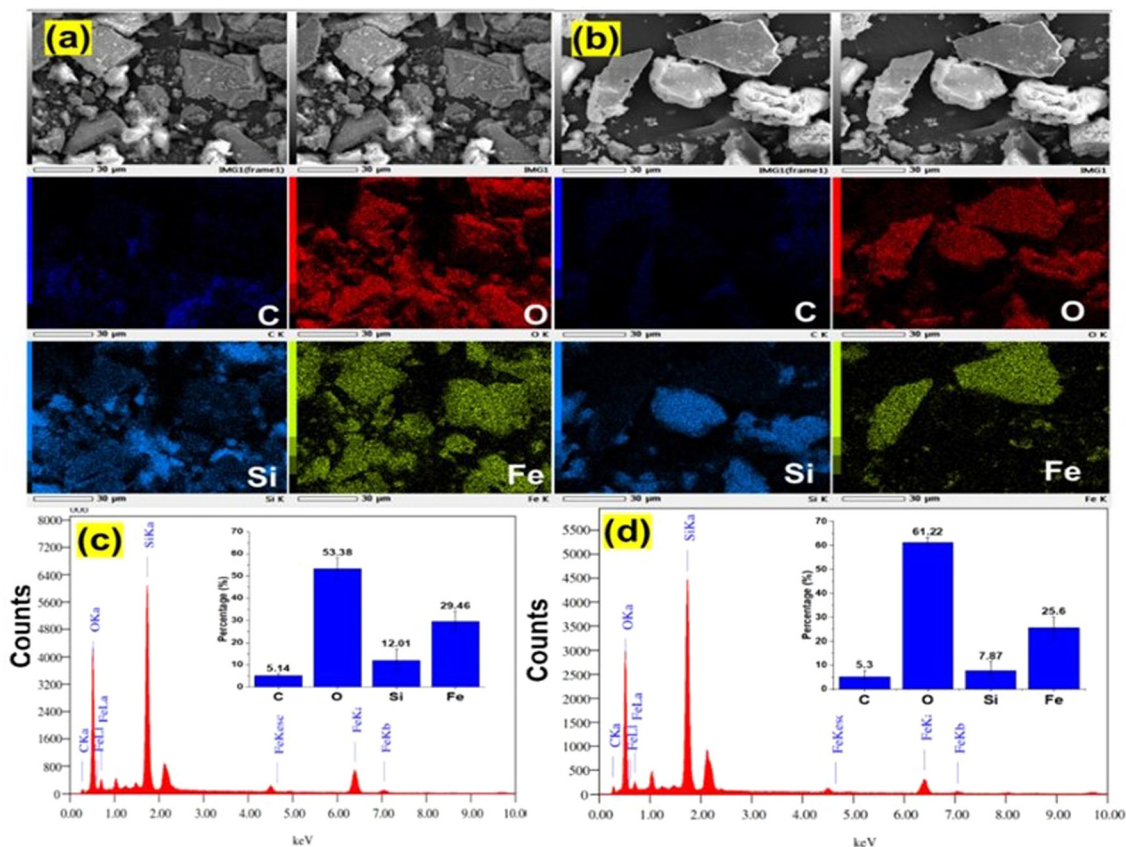 (a)
(b)
30 µm IMG1(frame1) 30 µm IMG1 30 µm IMG1(frame1) 30 µm IMG1
C O C O
30 µm C K 30 µm O K 30 µm C K 30 µm O K
Si Fe Si Fe
30 µm Si K 30 µm Fe K 30 µm Si K 30 µm Fe K
(c)
Counts
8000
7200
6400
5600
4800
4000
3200
2400
1600
800
0
0.00 1.00 2.00 3.00 4.00 5.00 6.00 7.00 8.00 9.00
keV
CKa
OKa
FeLl
FeLa
SiKa
FeKesc
FeKa
FeKb
Percentage (%)
70
60
50
40
30
20
10
0
5.14
53.38
12.01
29.46
C O Si Fe
(d)
Counts
5500
5000
4500
4000
3500
3000
2500
2000
1500
1000
500
0
0.00 1.00 2.00 3.00 4.00 5.00 6.00 7.00 8.00 9.00 10.00
keV
CKa
OKa
FeLl
FeLa
SiKa
FeKesc
FeKa
FeKb
Percentage (%)
70
60
50
40
30
20
10
0
5.3
61.22
7.87
25.6
C O Si Fe